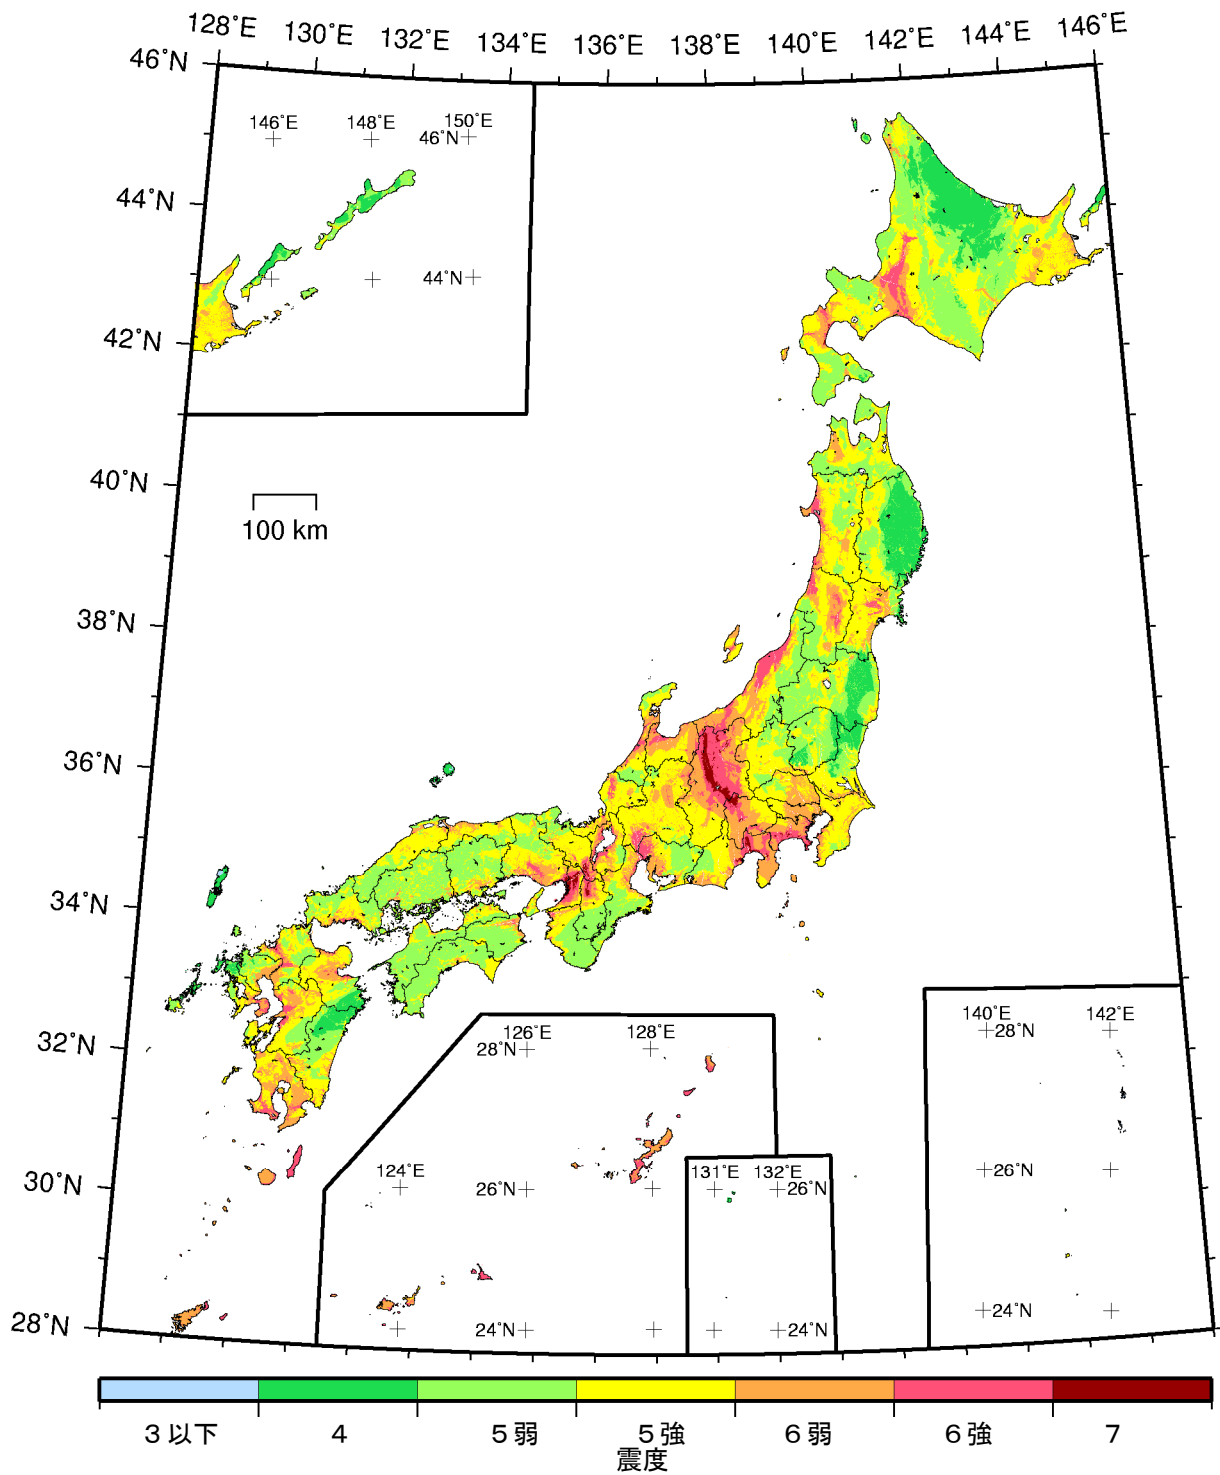 128°E 130°E 132°E 134°E 136°E 138°E 140°E 142°E 144°E 146°E
46°N
146°E 148°E 150°E
46°N
44°N
44°N
42°N
40°N
100 km
38°N
36°N
34°N
32°N
140°E 142°E
28°N
126°E 128°E
28°N
124°E
131°E 132°E
26°N
26°N
26°N
30°N
24°N
24°N
24°N
28°N
3以下 4 5弱 5強 6弱 6強 7
震度